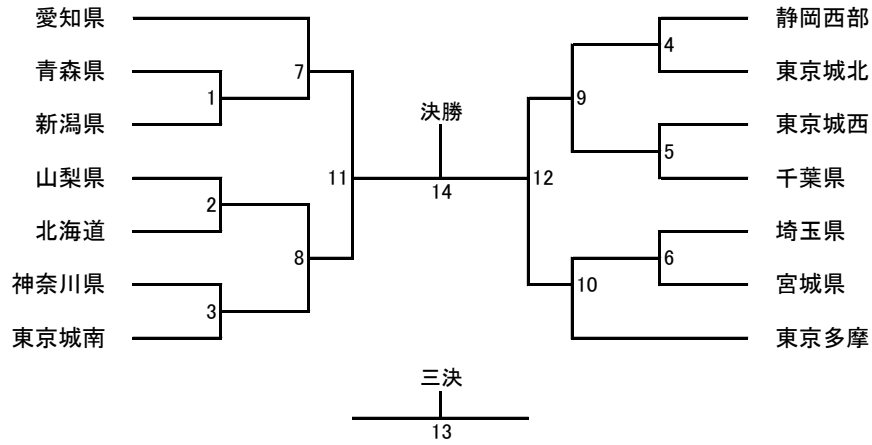 愛知県
青森県
新潟県
山梨県
北海道
神奈川県
東京城南
1
2
3
7
8
11
決勝
14
三決
13
12
9
10
4
5
6
静岡西部
東京城北
東京城西
千葉県
埼玉県
宮城県
東京多摩